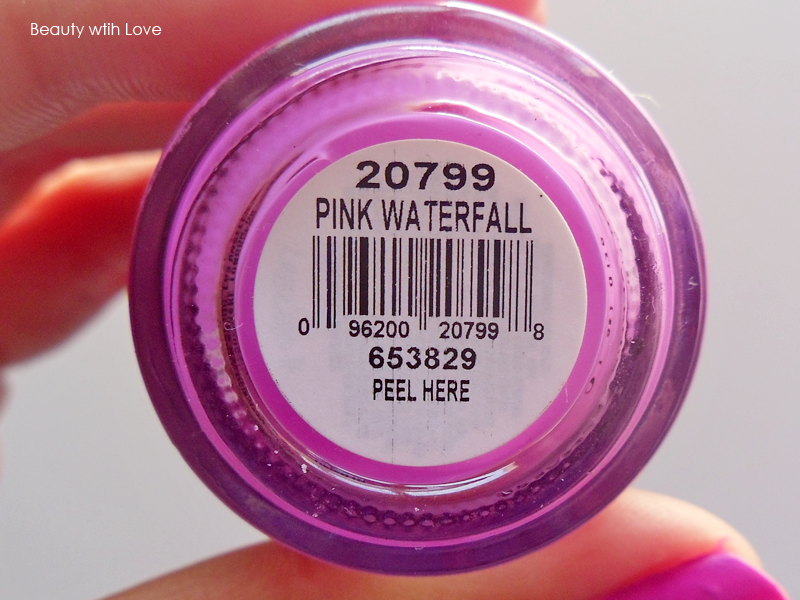 Beauty wtih Love
20799
PINK WATERFALL
0 96200 20799 8
653829
PEEL HERE